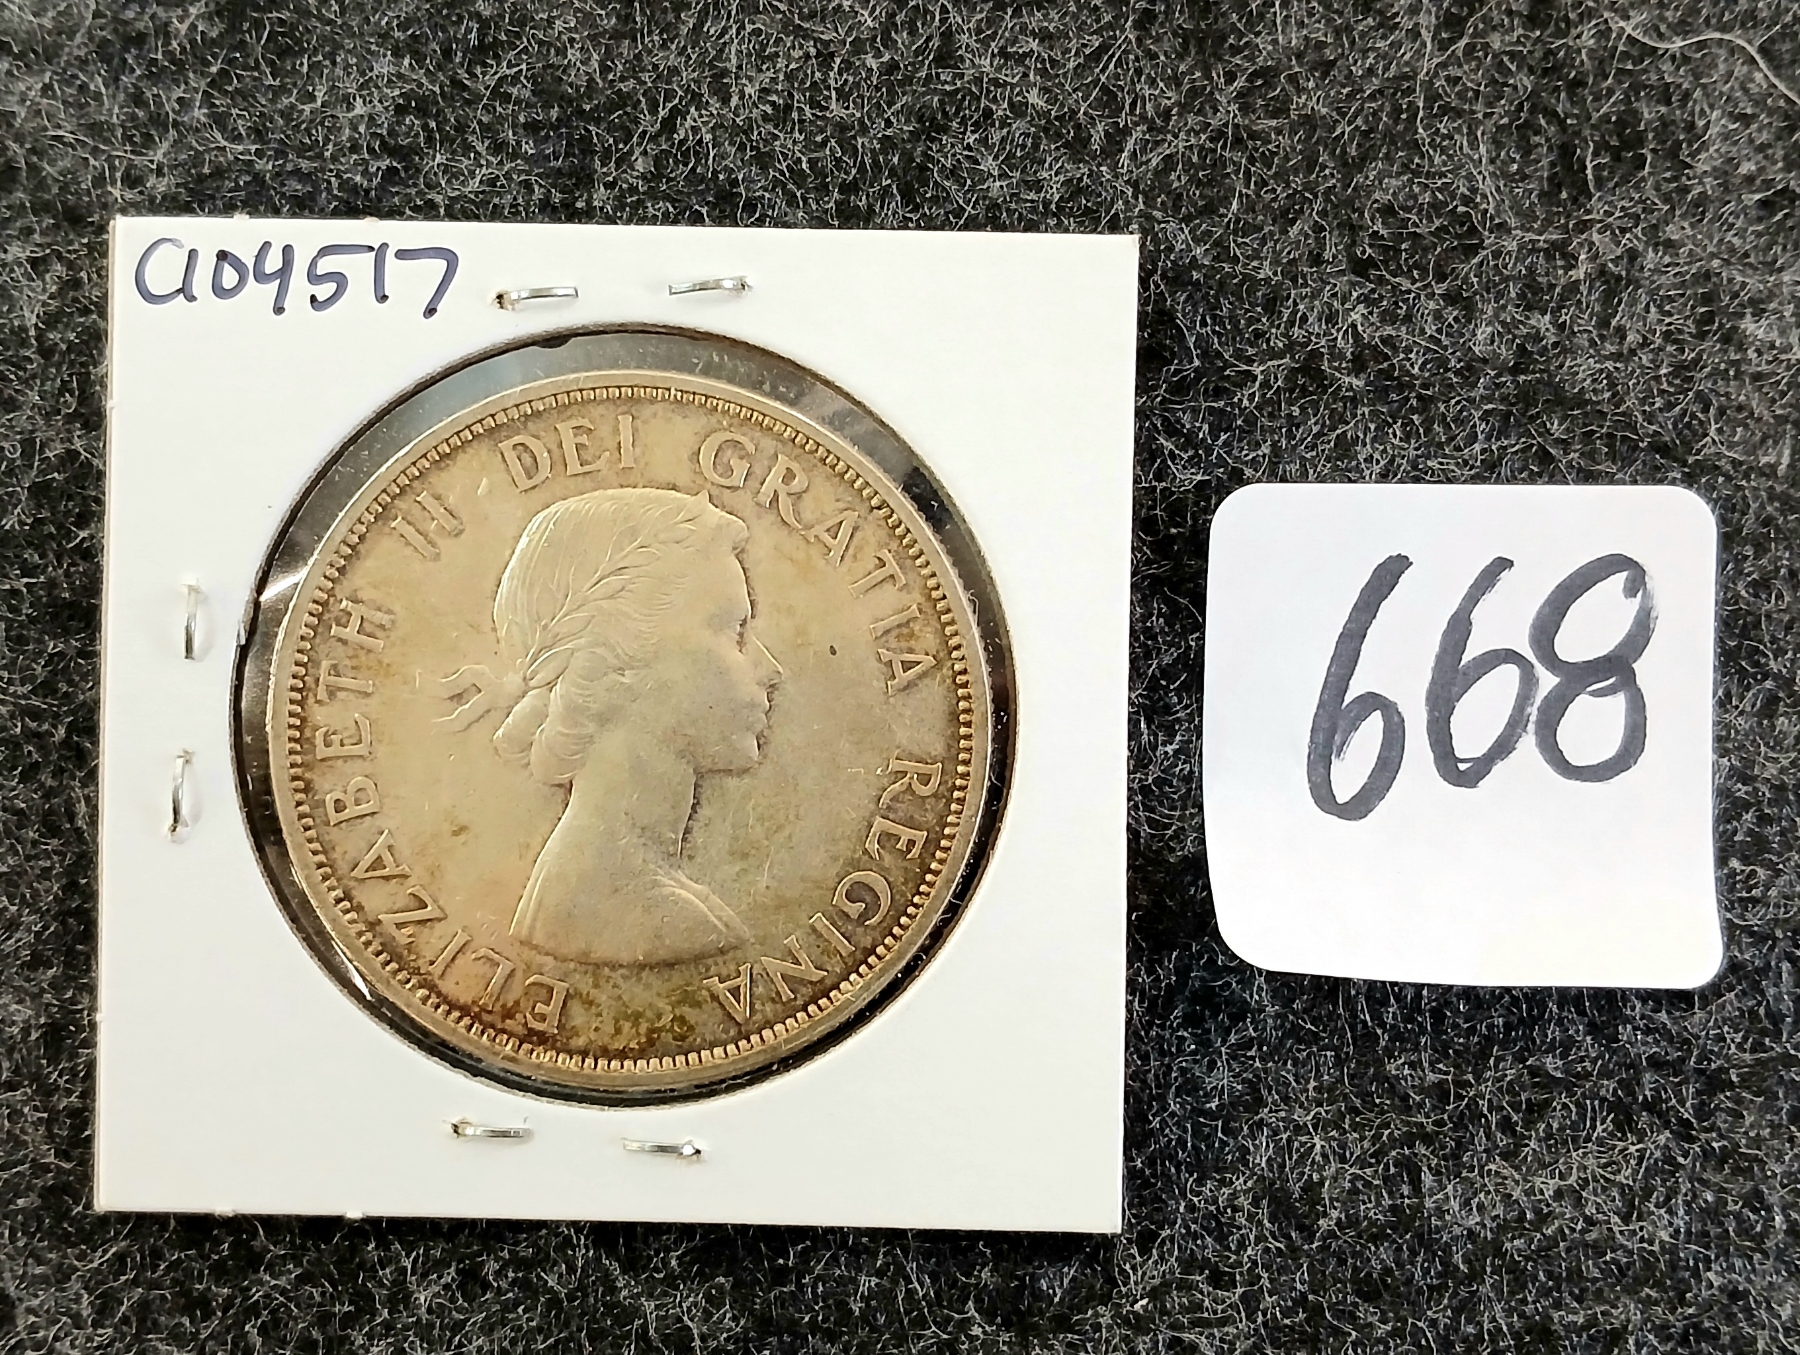 C104517
ELIZABETH II · DEI GRATIA REGINA
668